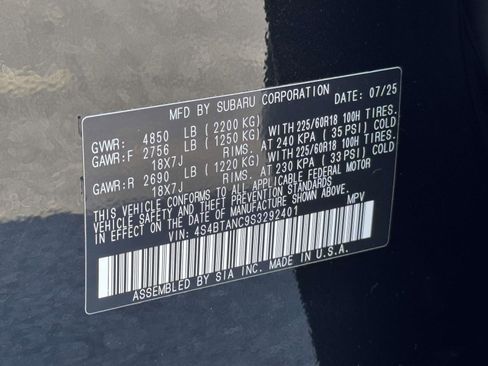 MFD BY SUBARU CORPORATION DATE: 07/25
GVWR: 4850 LB ( 2200 KG)
GAWR:F 2756 LB ( 1250 KG) WITH 225/60R18 100H TIRES.
18X7J RIMS. AT 240 KPA ( 35 PSI) COLD
GAWR:R 2690 LB ( 1220 KG) WITH 225/60R18 100H TIRES.
18X7J RIMS. AT 230 KPA ( 33 PSI) COLD
THIS VEHICLE CONFORMS TO ALL APPLICABLE FEDERAL MOTOR
VEHICLE SAFETY AND THEFT PREVENTION STANDARDS
IN EFFECT ON THE DATE OF MANUFACTURE SHOWN ABOVE.
VIN: 4S4BTANC9S3292401 MPV
ASSEMBLED BY SIA INC. MADE IN U.S.A.